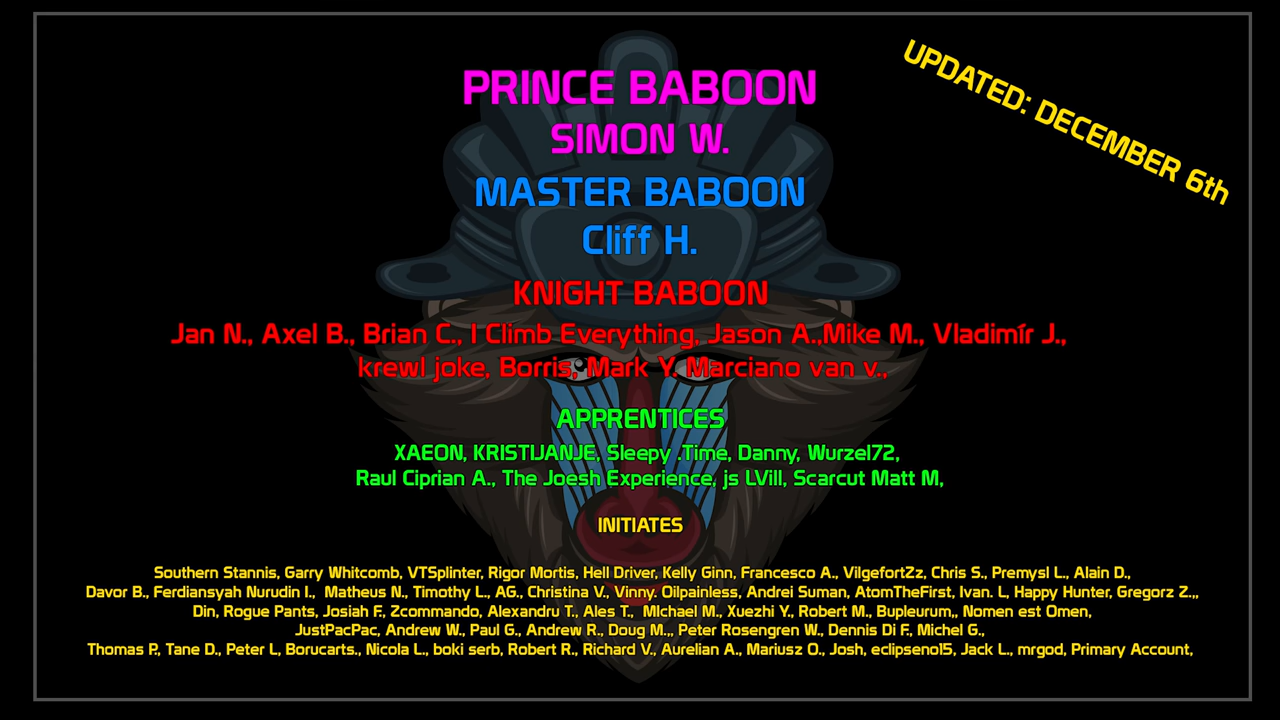 PRINCE BABOON
SIMON W.
UPDATED: DECEMBER 6th
MASTER BABOON
Cliff H.
KNIGHT BABOON
Jan N., Axel B., Brian C., I Climb Everything, Jason A.,Mike M., Vladimír J.,
krewl joke, Borris, Mark Y. Marciano van v.,
APPRENTICES
XAEON, KRISTIJANJE, Sleepy .Time, Danny, Wurzel72,
Raul Ciprian A., The Joesh Experience, js LVill, Scarcut Matt M,
INITIATES
Southern Stannis, Garry Whitcomb, VTSplinter, Rigor Mortis, Hell Driver, Kelly Ginn, Francesco A., VilgefortZz, Chris S., Premysl L., Alain D.,
Davor B., Ferdiansyah Nurudin I., Matheus N., Timothy L., AG., Christina V., Vinny. Oilpainless, Andrei Suman, AtomTheFirst, Ivan. L, Happy Hunter, Gregorz Z.,,
Din, Rogue Pants, Josiah F., Zcommando, Alexandru T., Ales T., MIchael M., Xuezhi Y., Robert M., Bupleurum,, Nomen est Omen,
JustPacPac, Andrew W., Paul G., Andrew R., Doug M.,, Peter Rosengren W., Dennis Di F., Michel G.,
Thomas P., Tane D., Peter L, Borucarts., Nicola L., boki serb, Robert R., Richard V., Aurelian A., Mariusz O., Josh, eclipseno15, Jack L., mrgod, Primary Account,